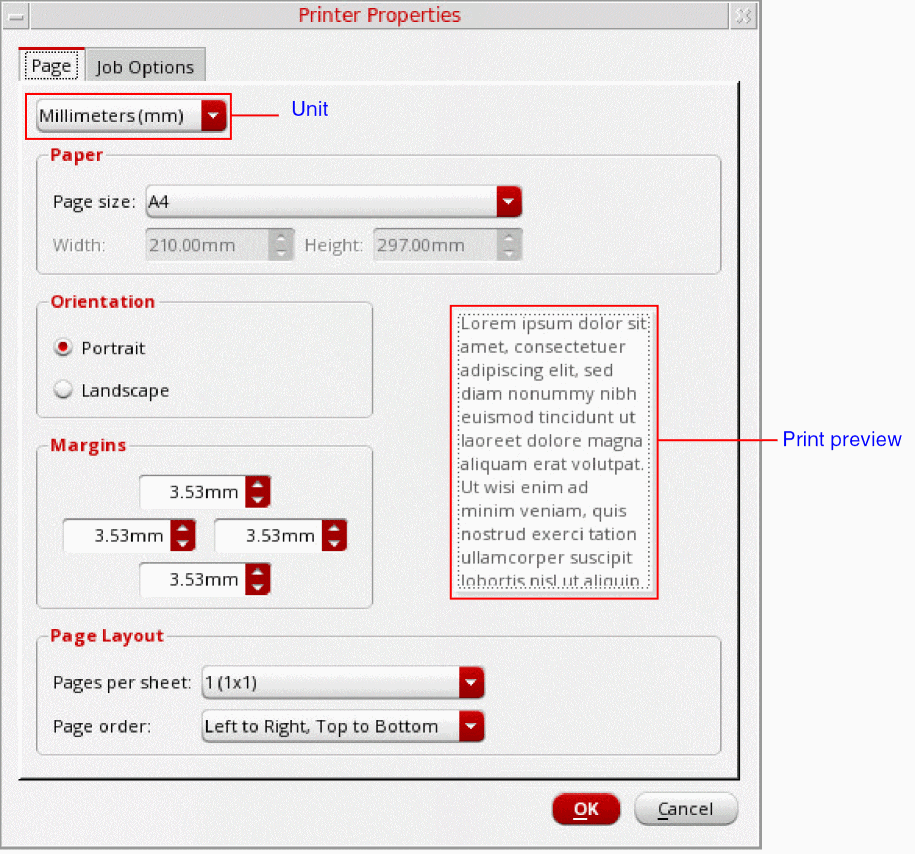 Printer Properties
Page
Job Options
Millimeters (mm)
Unit
Paper
Page size: A4
Width: 210.00mm Height: 297.00mm
Orientation
Portrait
Landscape
Lorem ipsum dolor sit
amet, consectetuer
adipiscing elit, sed
diam nonummy nibh
euismod tincidunt ut
laoreet dolore magna
aliquam erat volutpat.
Ut wisi enim ad
minim veniam, quis
nostrud exerci tation
ullamcorper suscipit
lobortis nisl ut aliquip
Print preview
Margins
3.53mm
3.53mm 3.53mm
3.53mm
Page Layout
Pages per sheet: 1 (1x1)
Page order: Left to Right, Top to Bottom
OK Cancel